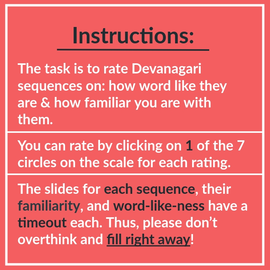 Instructions:
The task is to rate Devanagari
sequences on: how word like they
are & how familiar you are with
them.
You can rate by clicking on 1 of the 7
circles on the scale for each rating.
The slides for each sequence, their
familiarity, and word-like-ness have a
timeout each. Thus, please don't
overthink and fill right away!